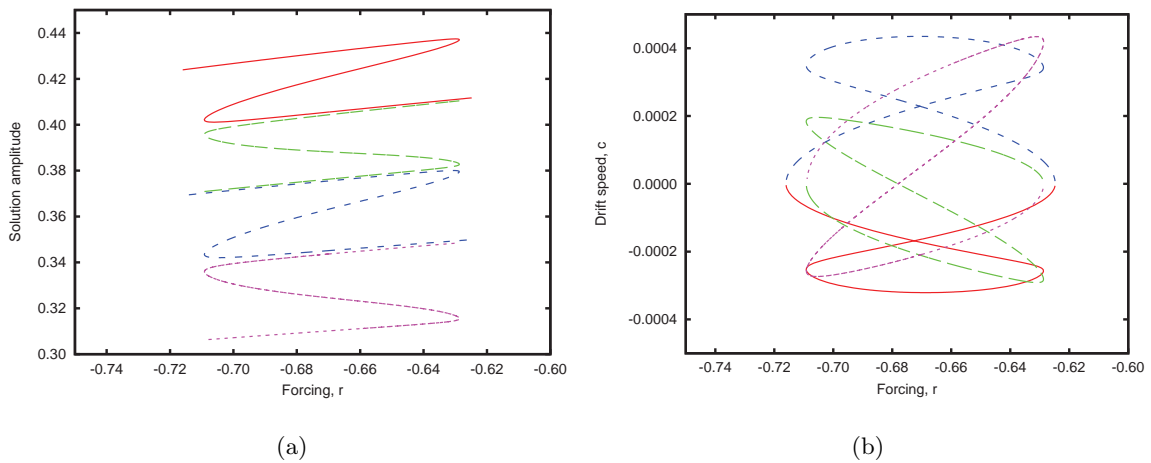 0.44
0.42
0.40
0.38
0.36
0.34
0.32
0.30
Solution amplitude
-0.74 -0.72 -0.70 -0.68 -0.66 -0.64 -0.62 -0.60
Forcing, r
(a)
0.0004
0.0002
0.0000
-0.0002
-0.0004
Drift speed, c
-0.74 -0.72 -0.70 -0.68 -0.66 -0.64 -0.62 -0.60
Forcing, r
(b)